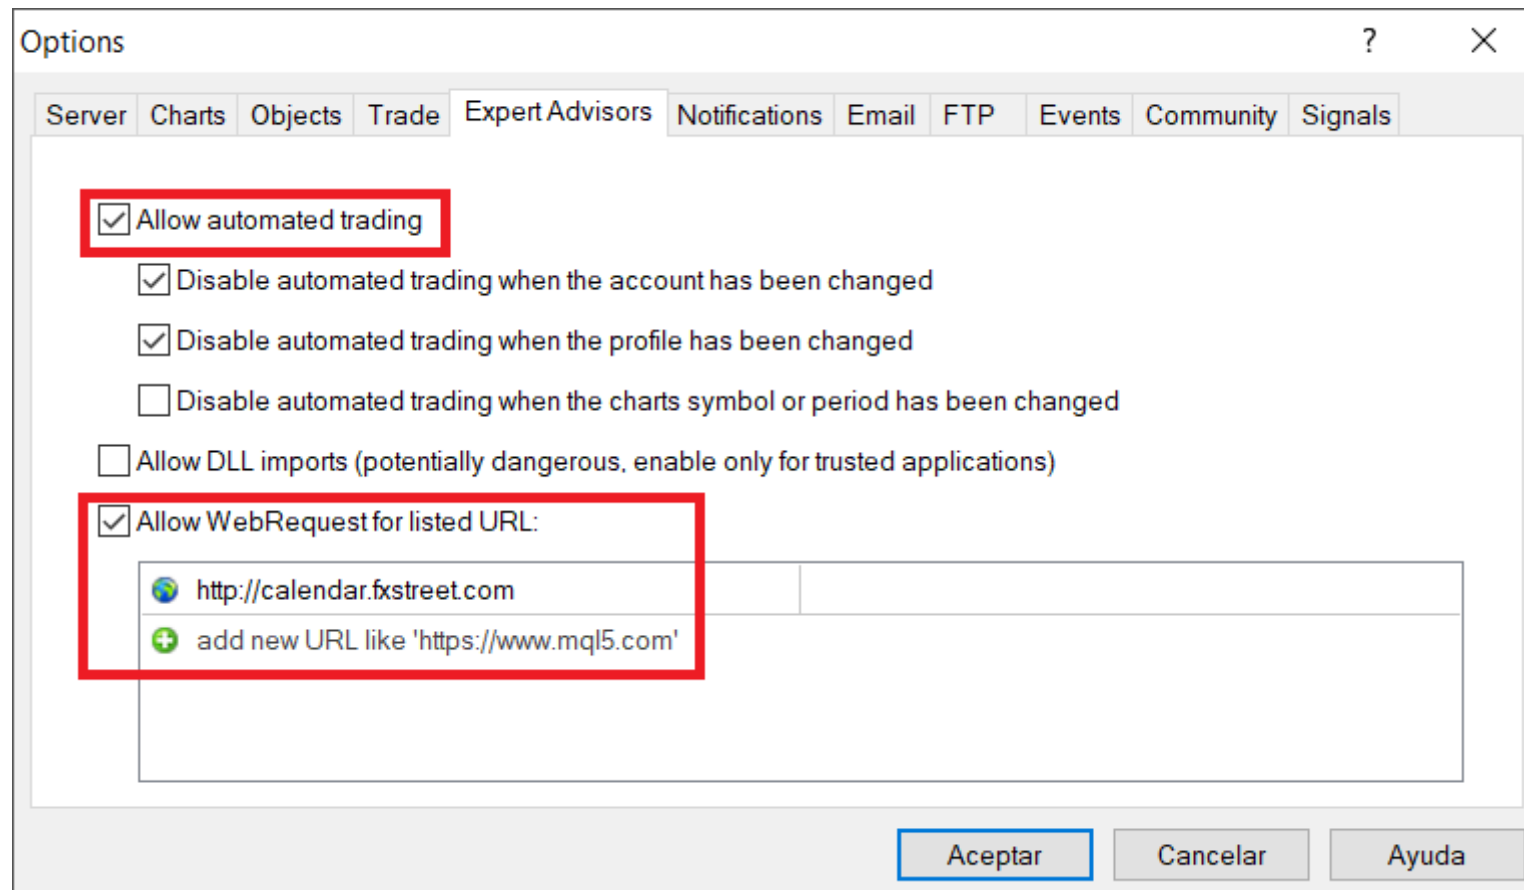 Options ?
Server Charts Objects Trade Expert Advisors Notifications Email FTP Events Community Signals
Allow automated trading
Disable automated trading when the account has been changed
Disable automated trading when the profile has been changed
Disable automated trading when the charts symbol or period has been changed
Allow DLL imports (potentially dangerous, enable only for trusted applications)
Allow WebRequest for listed URL:
http://calendar.fxstreet.com
add new URL like 'https://www.mql5.com'
Aceptar Cancelar Ayuda